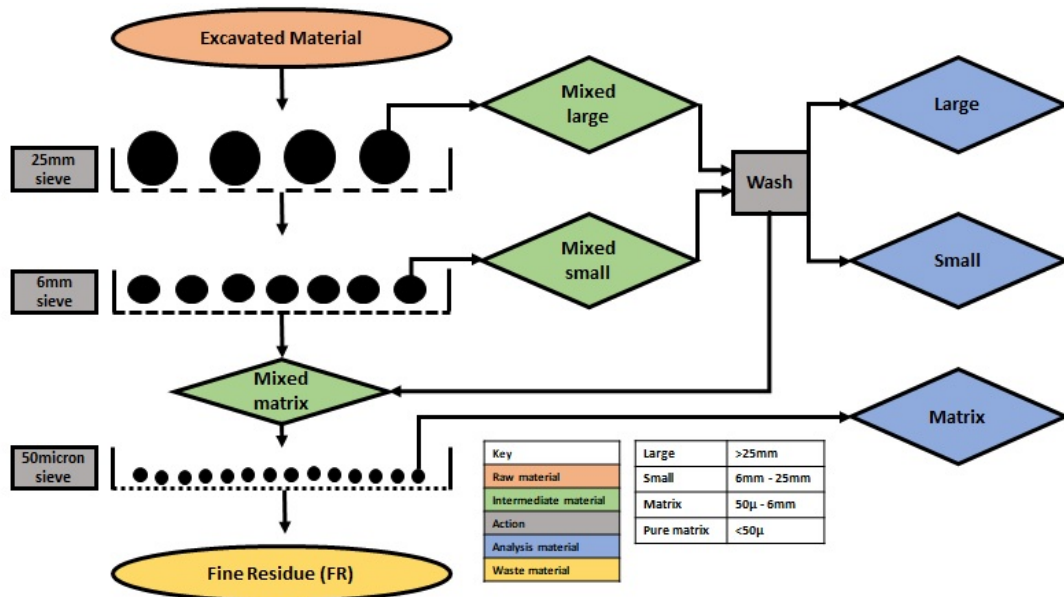 Excavated Material
Mixed
large
Large
25mm
sieve
Wash
Mixed
small
Small
6mm
sieve
Mixed
matrix
Matrix
50micron
sieve
Key
Raw material
Intermediate material
Action
Analysis material
Waste material
Large >25mm
Small 6mm - 25mm
Matrix 50µ - 6mm
Pure matrix <50µ
Fine Residue (FR)